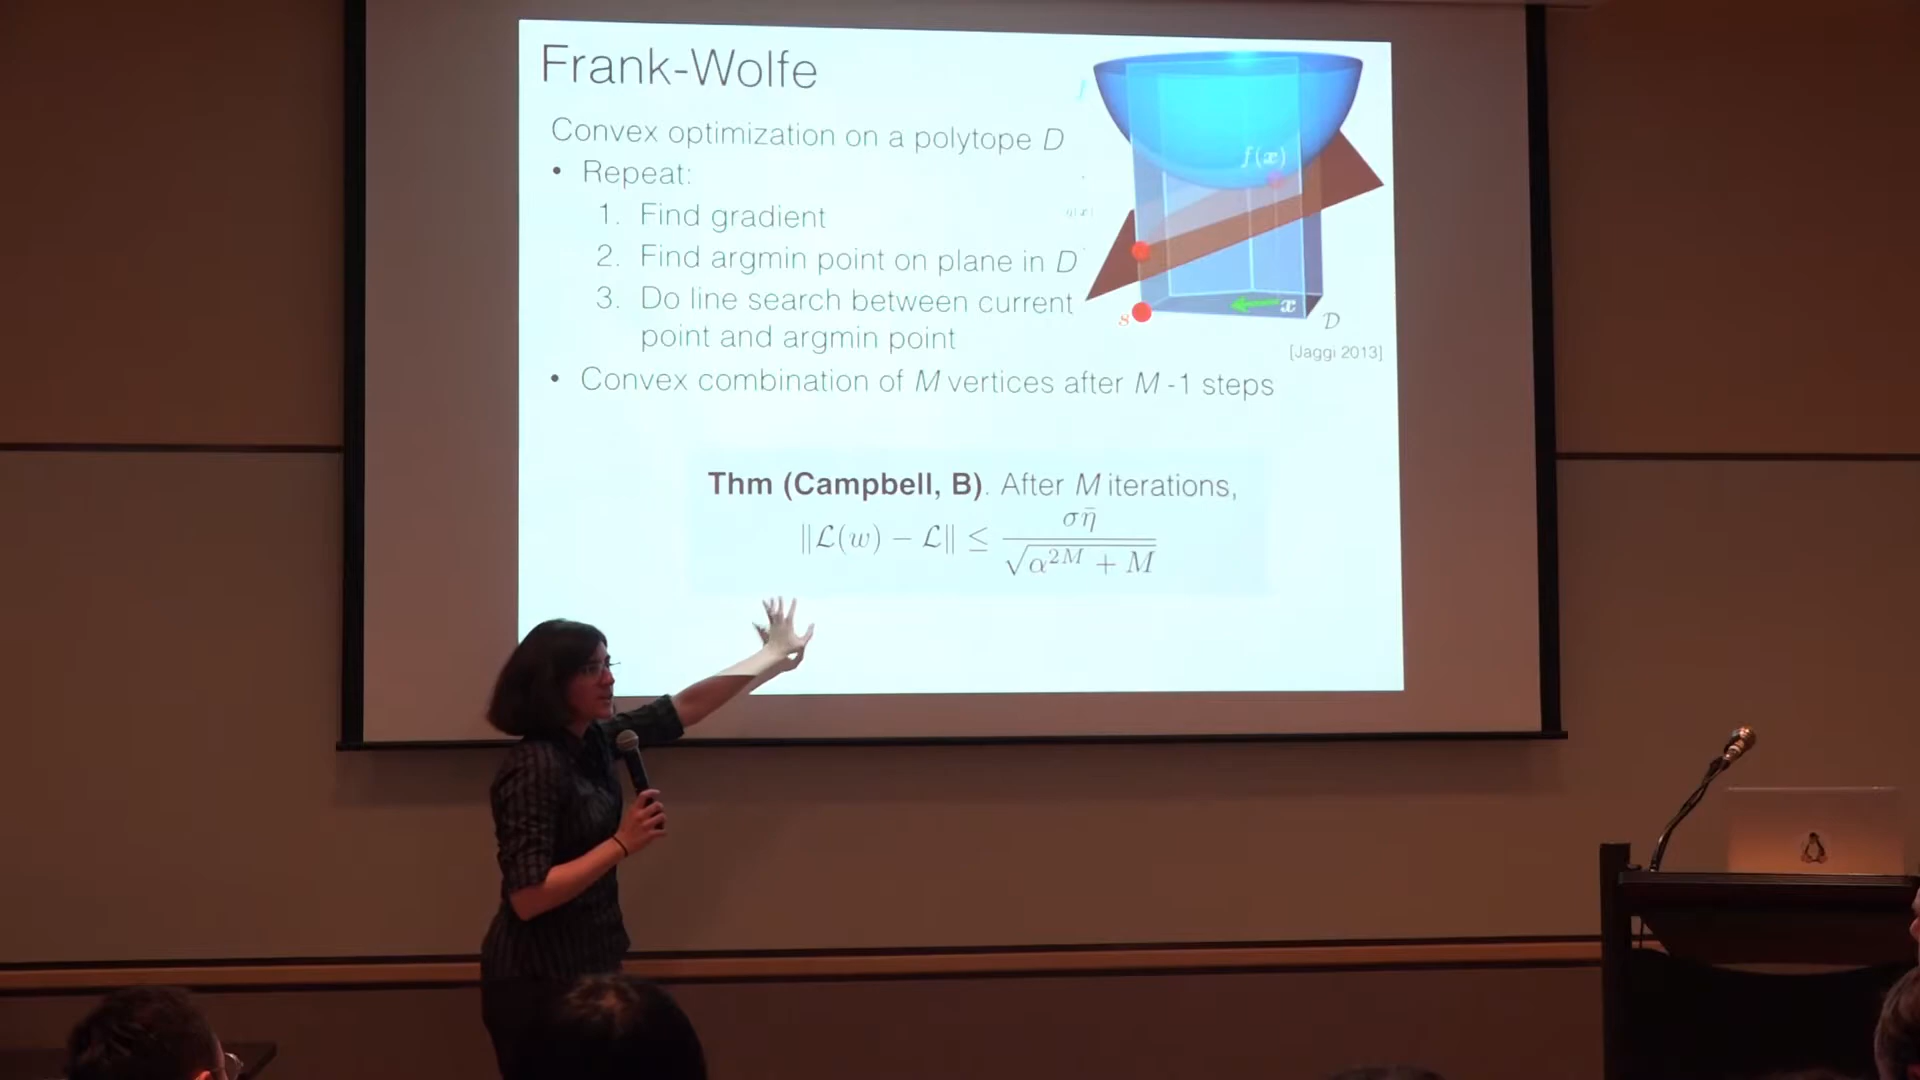 Frank-Wolfe
Convex optimization on a polytope D
• Repeat:
1. Find gradient
2. Find argmin point on plane in D
3. Do line search between current
point and argmin point
• Convex combination of M vertices after M -1 steps
f
f(x)
g(x)
s
x
D
[Jaggi 2013]
Thm (Campbell, B). After M iterations,
‖ℒ(w) − ℒ‖ ≤ ση̄ / √(α^{2M} + M)